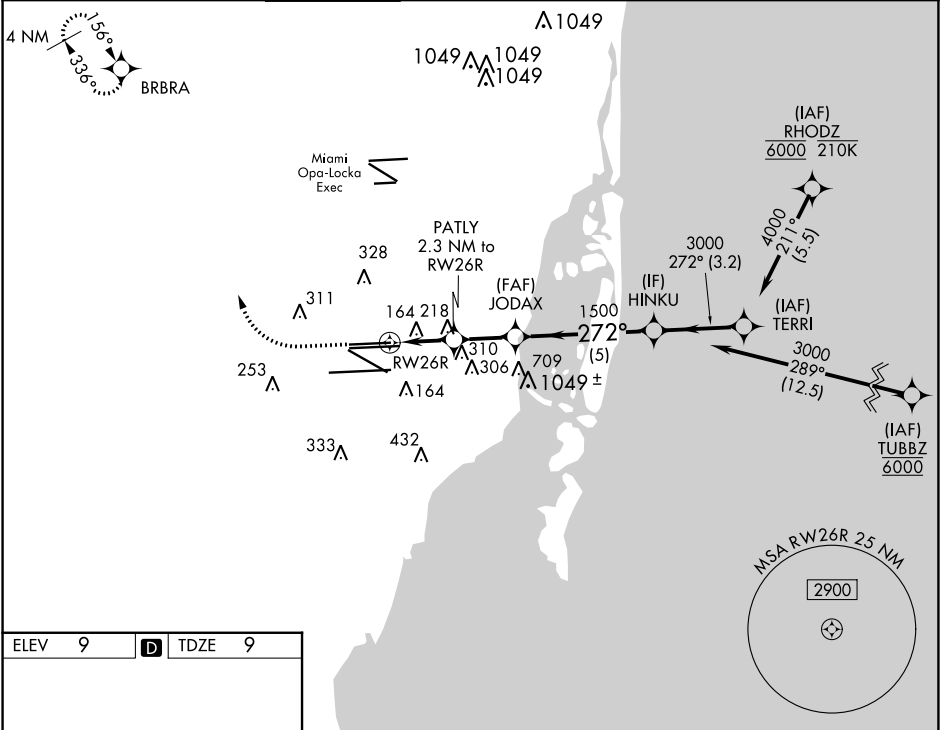 1049
1049 1049
1049
4 NM
156°
336°
BRBRA
Miami
Opa-Locka
Exec
(IAF)
RHODZ
6000 210K
4000
211°
(5.5)
PATLY
2.3 NM to
RW26R
328
311
(FAF)
JODAX
(IF)
HINKU
3000
272° (3.2)
(IAF)
TERRI
164 218
1500
272°
(5)
RW26R
310
306
709
1049 ±
253
164
3000
289°
(12.5)
(IAF)
TUBBZ
6000
333
432
MSA RW26R 25 NM
2900
ELEV 9 D TDZE 9